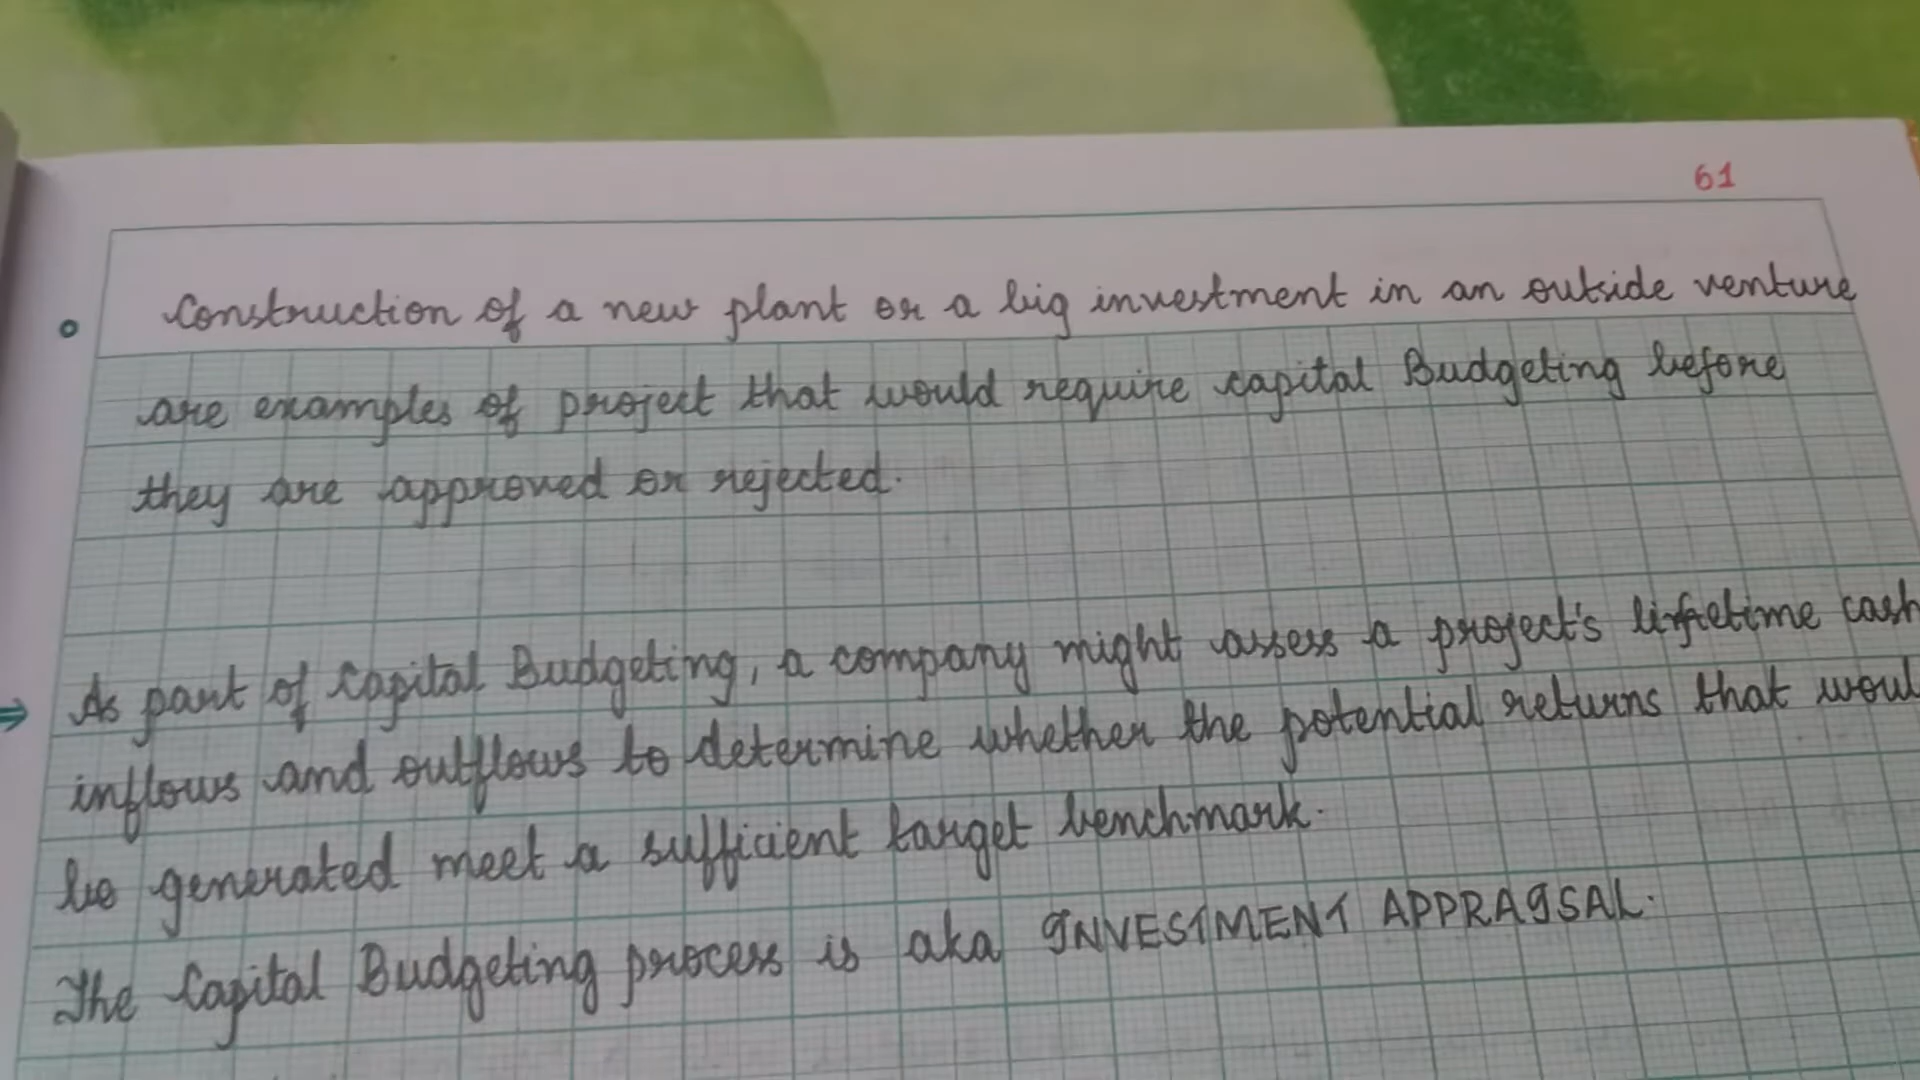 61
Construction of a new plant or a big investment in an outside venture
are examples of project that would require capital Budgeting before
they are approved or rejected.
As part of Capital Budgeting, a company might assess a project's lifetime cash
inflows and outflows to determine whether the potential returns that woul
be generated meet a sufficient target benchmark.
The Capital Budgeting process is aka INVESTMENT APPRAISAL.